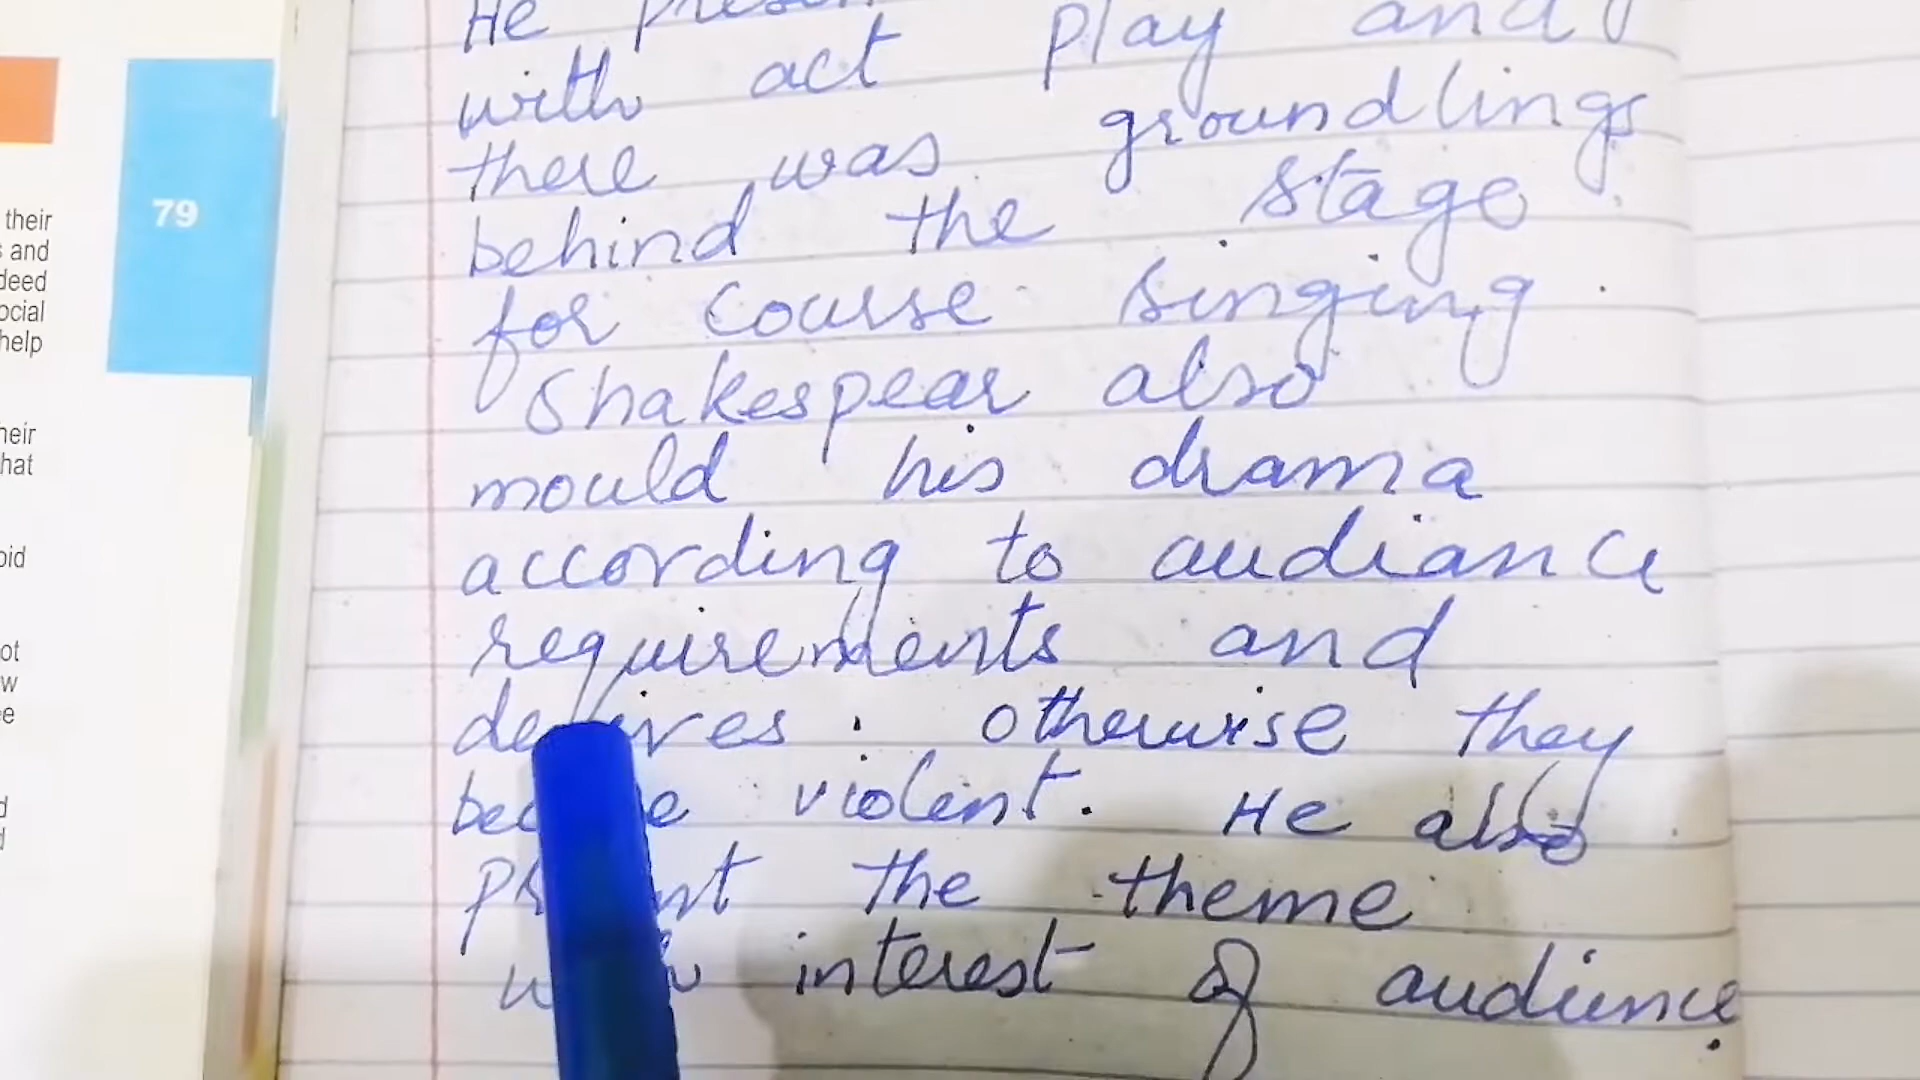 their
and
deed
ocial
help
heir
hat
oid
ot
w
e
79
He
with act play and
there was groundlings
behind the stage
for course singing
Shakespear also
mould his drama
according to audiance
requirements and
otherwise they
violent. He also
the theme
interest of audience.